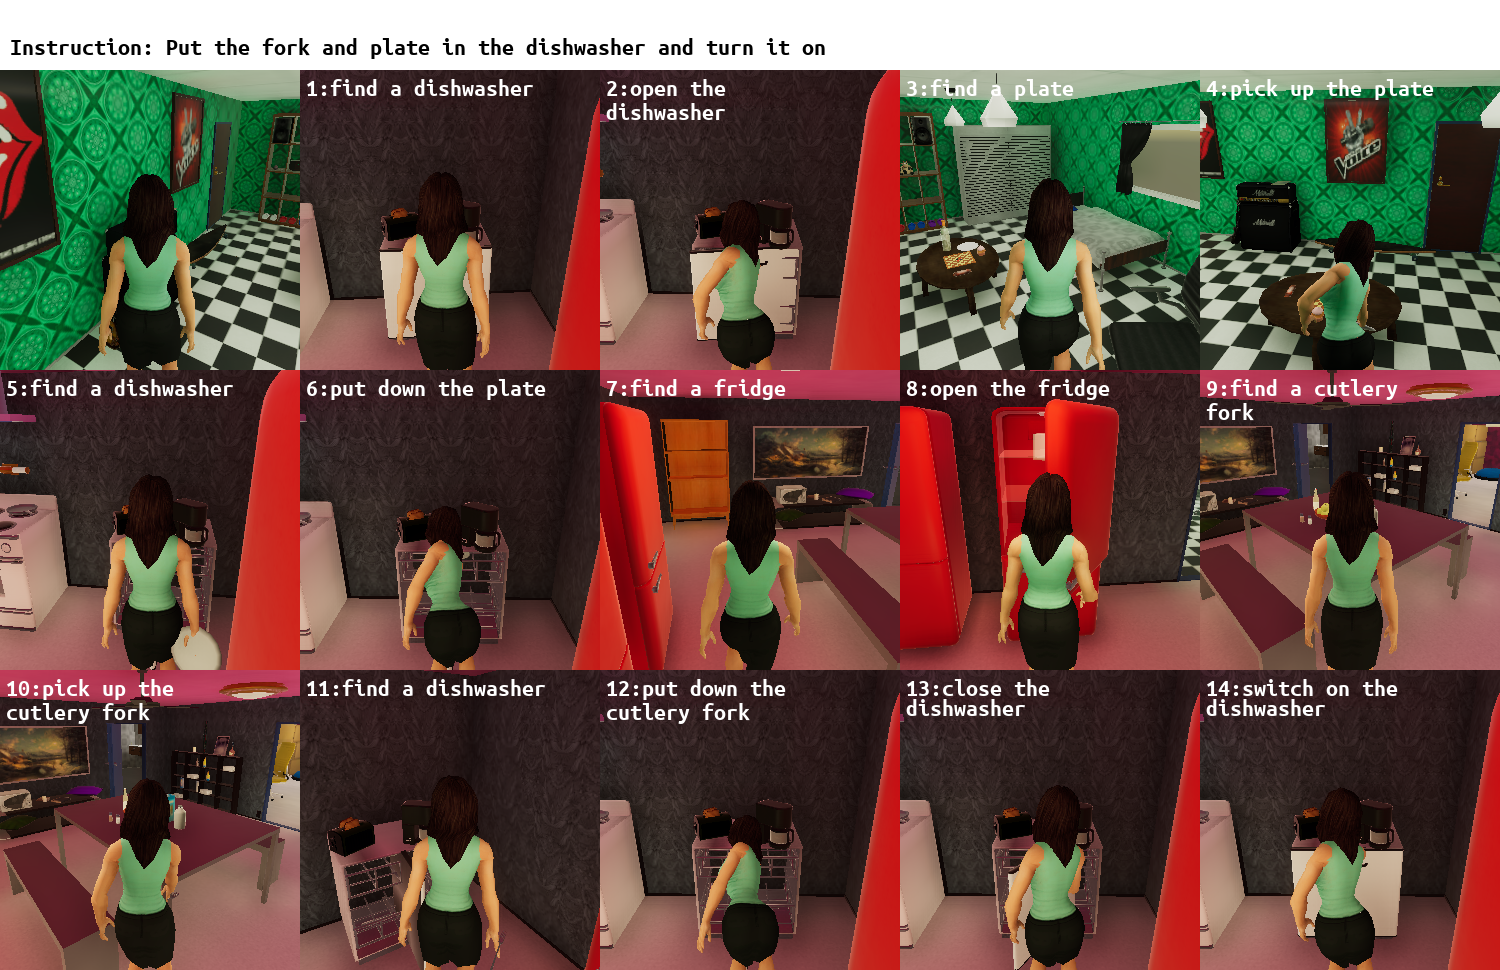 Instruction: Put the fork and plate in the dishwasher and turn it on
1:find a dishwasher
2:open the
dishwasher
3:find a plate
4:pick up the plate
Voice
5:find a dishwasher
6:put down the plate
7:find a fridge
8:open the fridge
9:find a cutlery
fork
10:pick up the
cutlery fork
11:find a dishwasher
12:put down the
cutlery fork
13:close the
dishwasher
14:switch on the
dishwasher